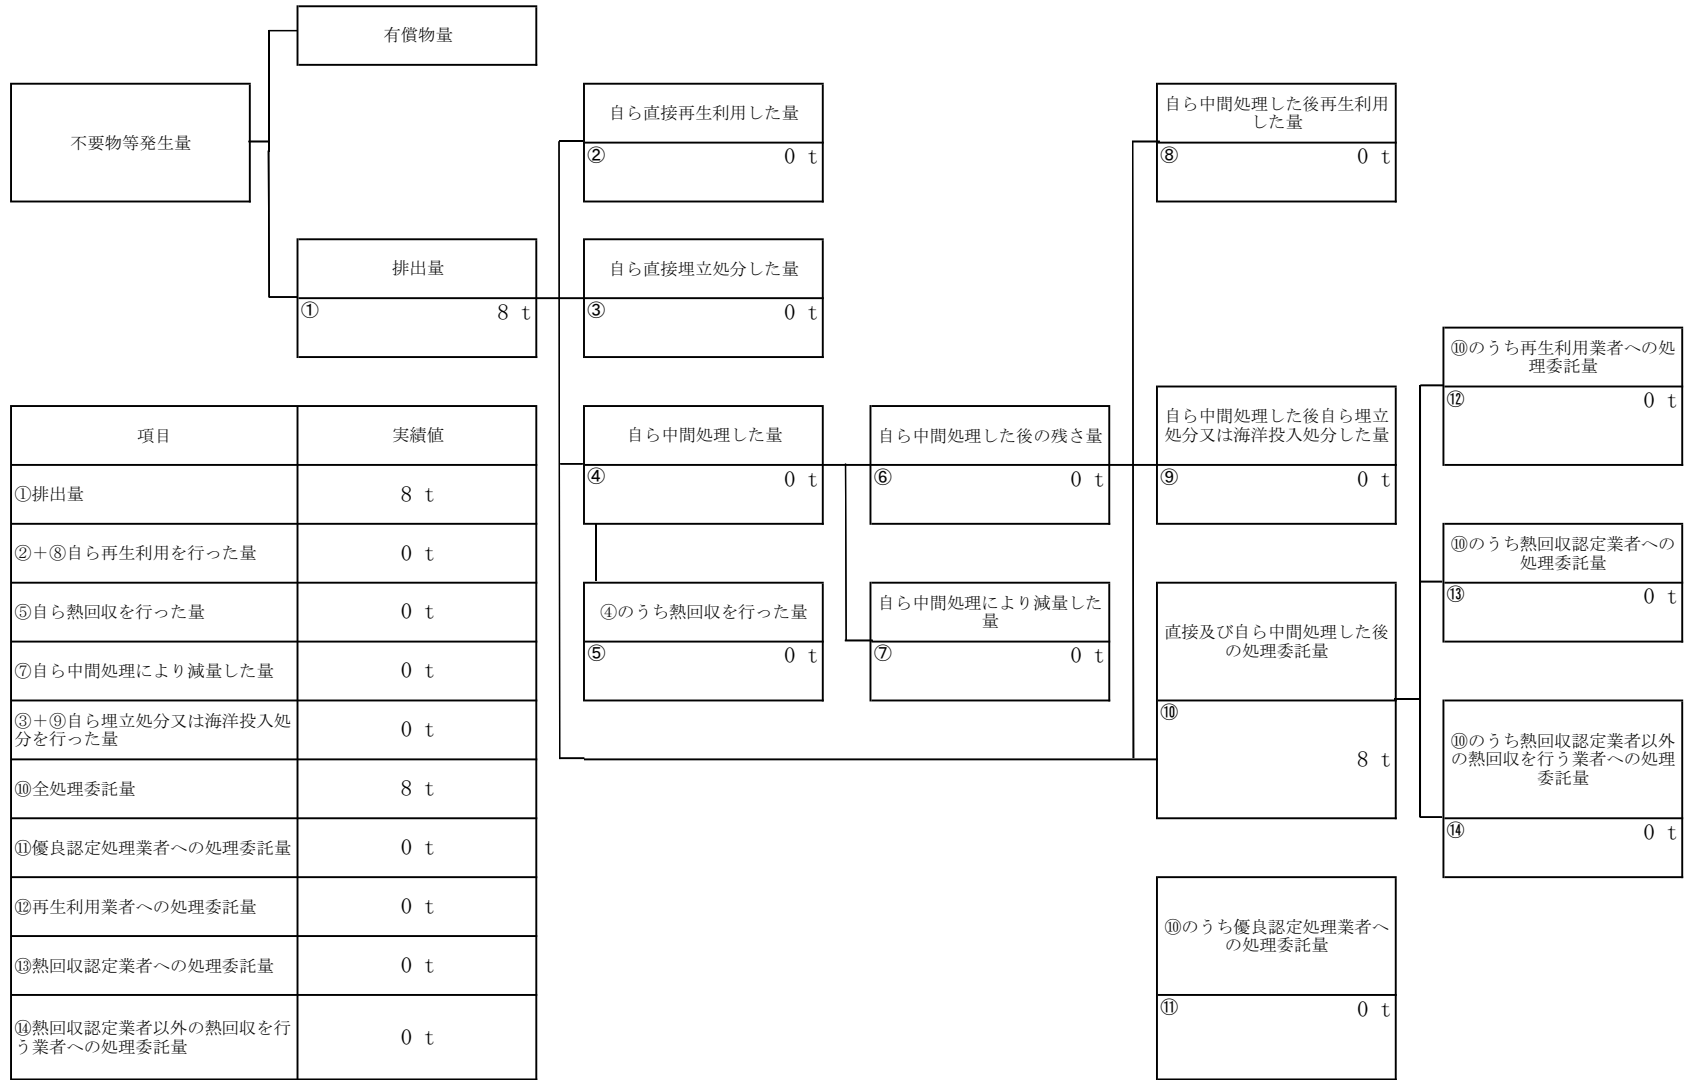 有償物量
不要物等発生量
自ら直接再生利用した量
② 0 t
自ら中間処理した後再生利用
した量
⑧ 0 t
排出量
① 8 t
自ら直接埋立処分した量
③ 0 t
⑩のうち再生利用業者への処
理委託量
⑫ 0 t
項目 実績値
①排出量 8 t
②+⑧自ら再生利用を行った量 0 t
⑤自ら熱回収を行った量 0 t
⑦自ら中間処理により減量した量 0 t
③+⑨自ら埋立処分又は海洋投入処
分を行った量 0 t
⑩全処理委託量 8 t
⑪優良認定処理業者への処理委託量 0 t
⑫再生利用業者への処理委託量 0 t
⑬熱回収認定業者への処理委託量 0 t
⑭熱回収認定業者以外の熱回収を行
う業者への処理委託量 0 t
自ら中間処理した量
④ 0 t
自ら中間処理した後の残さ量
⑥ 0 t
自ら中間処理した後自ら埋立
処分又は海洋投入処分した量
⑨ 0 t
④のうち熱回収を行った量
⑤ 0 t
自ら中間処理により減量した
量
⑦ 0 t
直接及び自ら中間処理した後
の処理委託量
⑩
8 t
⑩のうち熱回収認定業者への
処理委託量
⑬ 0 t
⑩のうち熱回収認定業者以外
の熱回収を行う業者への処理
委託量
⑭ 0 t
⑩のうち優良認定処理業者へ
の処理委託量
⑪ 0 t